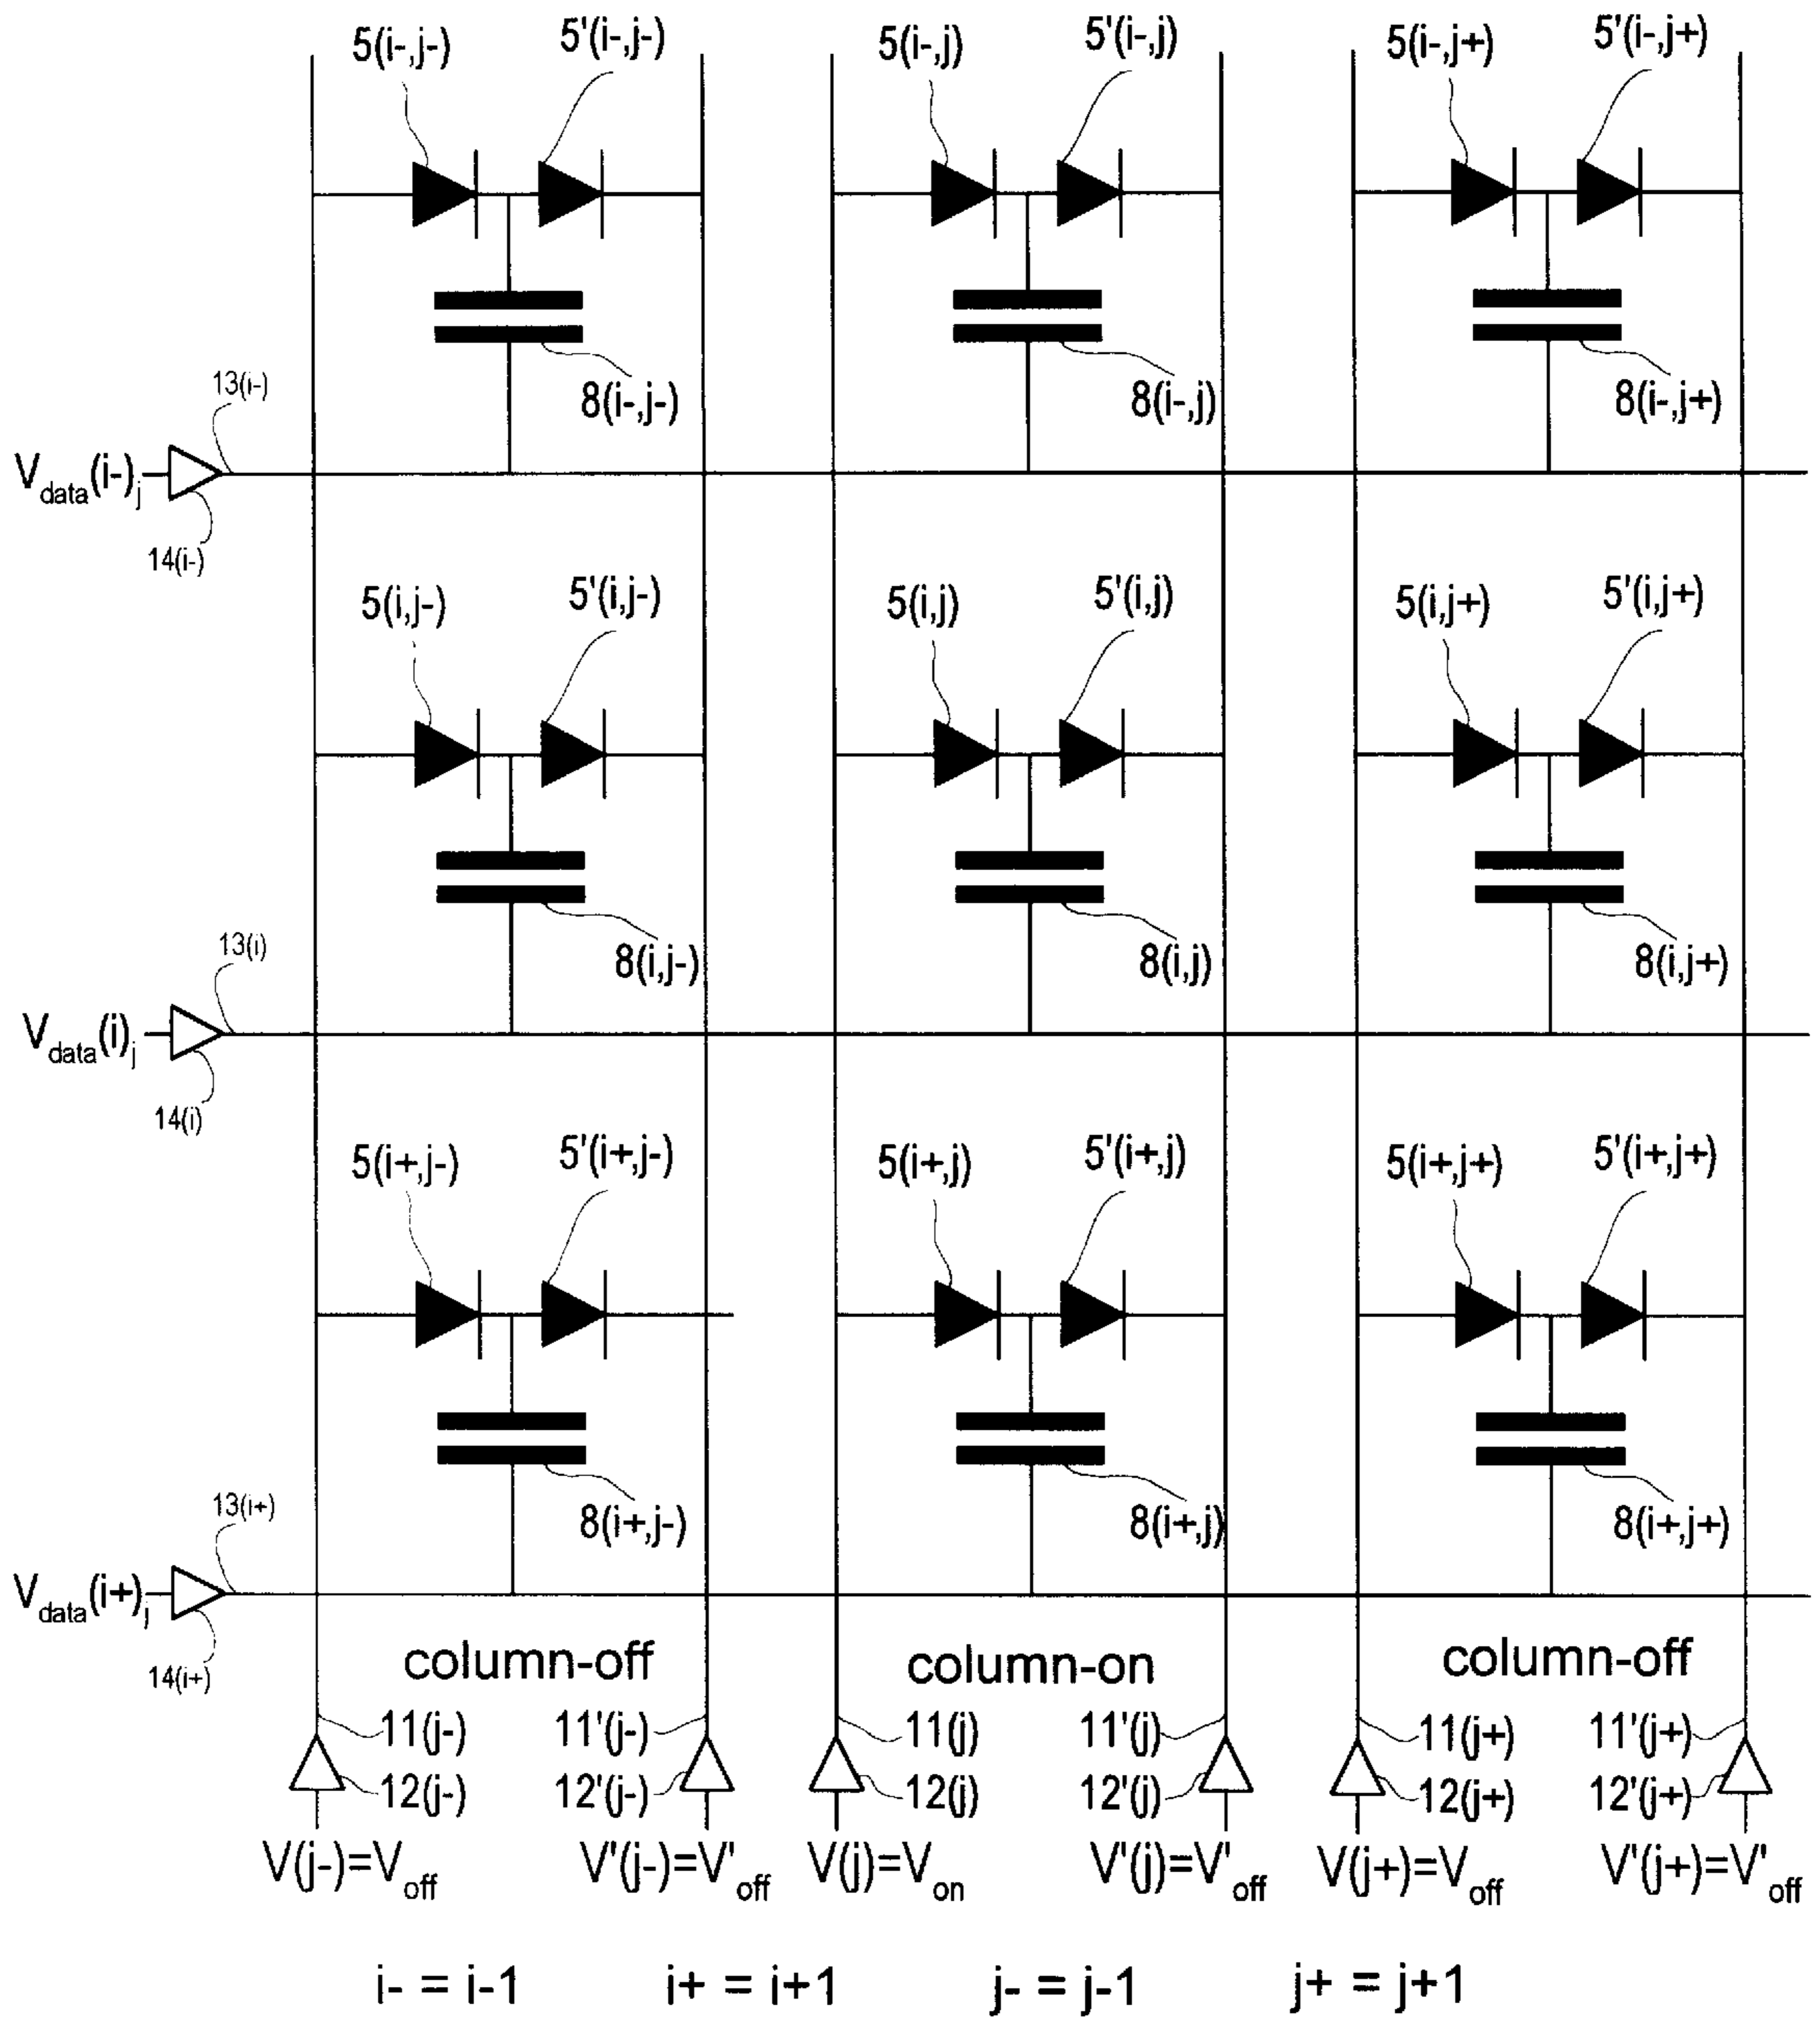 5(i-,j-) 5'(i-,j-) 5(i-,j) 5'(i-,j) 5(i-,j+) 5'(i-,j+)
13(i-) 8(i-,j-) 8(i-,j) 8(i-,j+)
Vdata(i-)j
14(i-)
5(i,j-) 5'(i,j-) 5(i,j) 5'(i,j) 5(i,j+) 5'(i,j+)
13(i) 8(i,j-) 8(i,j) 8(i,j+)
Vdata(i)j
14(i)
5(i+,j-) 5'(i+,j-) 5(i+,j) 5'(i+,j) 5(i+,j+) 5'(i+,j+)
13(i+) 8(i+,j-) 8(i+,j) 8(i+,j+)
Vdata(i+)j
14(i+) column-off column-on column-off
11(j-) 11'(j-) 11(j) 11'(j) 11(j+) 11'(j+)
12(j-) 12'(j-) 12(j) 12'(j) 12(j+) 12'(j+)
V(j-)=Voff V'(j-)=V'off V(j)=Von V'(j)=V'off V(j+)=Voff V'(j+)=V'off
i- = i-1 i+ = i+1 j- = j-1 j+ = j+1